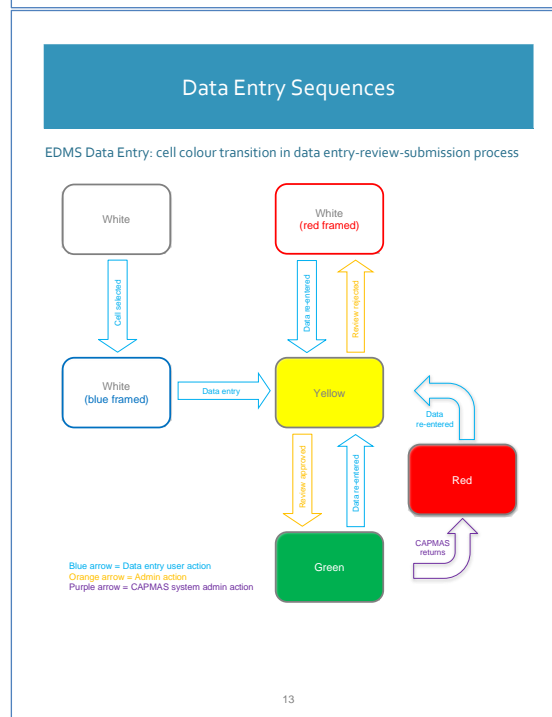 Data Entry Sequences
EDMS Data Entry: cell colour transition in data entry-review-submission process
White
White
(red framed)
Cell selected
Data re-entered
Review rejected
White
(blue framed)
Data entry
Yellow
Data
re-entered
Review approved
Data re-entered
Red
CAPMAS
returns
Green
Blue arrow = Data entry user action
Orange arrow = Admin action
Purple arrow = CAPMAS system admin action
13